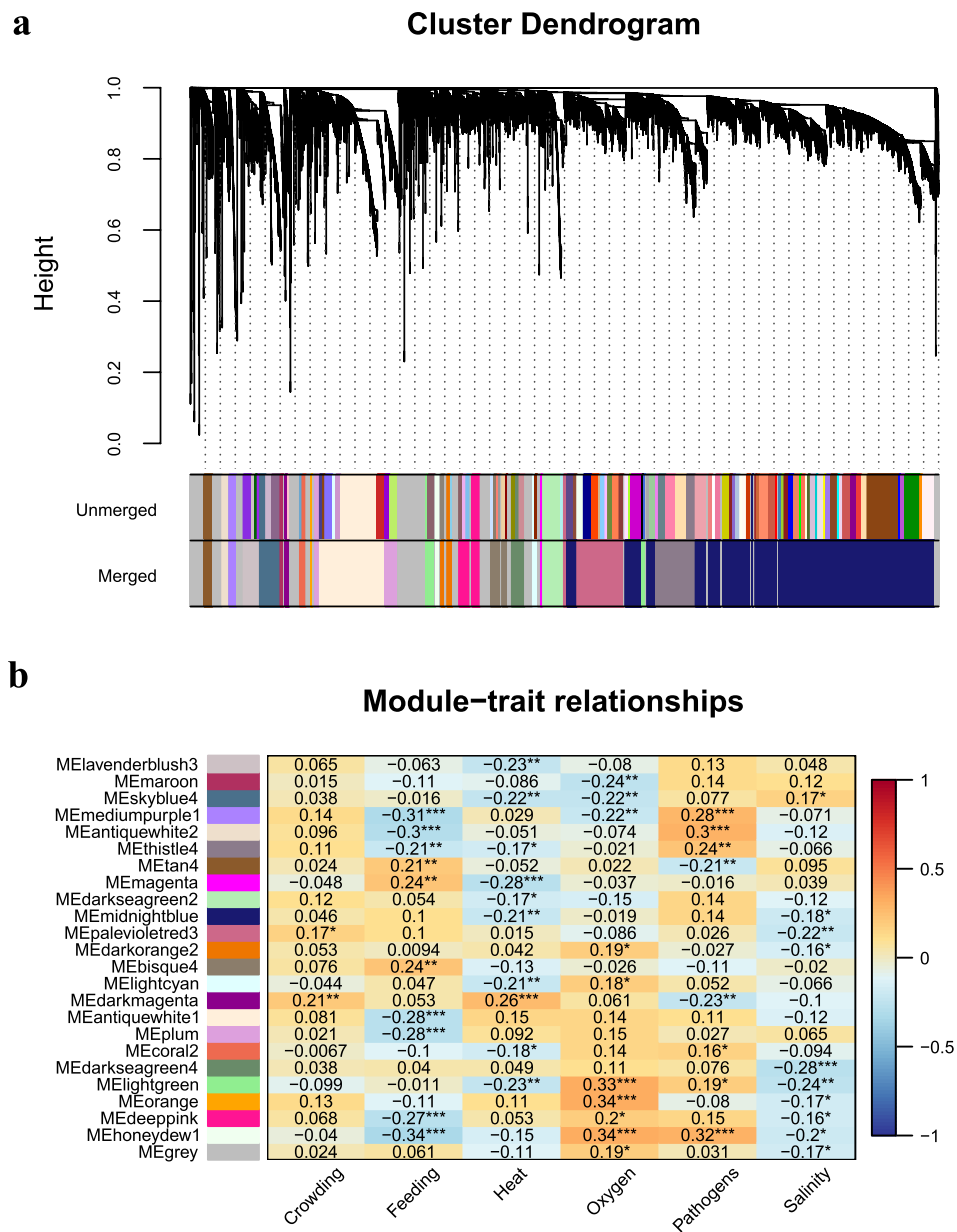 a
Cluster Dendrogram
Height
1.0
0.8
0.6
0.4
0.2
0.0
Unmerged
Merged
b
Module−trait relationships
MElavenderblush3 0.065 −0.063 −0.23** −0.08 0.13 0.048
MEmaroon 0.015 −0.11 −0.086 −0.24** 0.14 0.12
MEskyblue4 0.038 −0.016 −0.22** −0.22** 0.077 0.17*
MEmediumpurple1 0.14 −0.31*** 0.029 −0.22** 0.28*** −0.071
MEantiquewhite2 0.096 −0.3*** −0.051 −0.074 0.3*** −0.12
MEthistle4 0.11 −0.21** −0.17* −0.021 0.24** −0.066
MEtan4 0.024 0.21** −0.052 0.022 −0.21** 0.095
MEmagenta −0.048 0.24** −0.28*** −0.037 −0.016 0.039
MEdarkseagreen2 0.12 0.054 −0.17* −0.15 0.14 −0.12
MEmidnightblue 0.046 0.1 −0.21** −0.019 0.14 −0.18*
MEpalevioletred3 0.17* 0.1 0.015 −0.086 0.026 −0.22**
MEdarkorange2 0.053 0.0094 0.042 0.19* −0.027 −0.16*
MEbisque4 0.076 0.24** −0.13 −0.026 −0.11 −0.02
MElightcyan −0.044 0.047 −0.21** 0.18* 0.052 −0.066
MEdarkmagenta 0.21** 0.053 0.26*** 0.061 −0.23** −0.1
MEantiquewhite1 0.081 −0.28*** 0.15 0.14 0.11 −0.12
MEplum 0.021 −0.28*** 0.092 0.15 0.027 0.065
MEcoral2 −0.0067 −0.1 −0.18* 0.14 0.16* −0.094
MEdarkseagreen4 0.038 0.04 0.049 0.11 0.076 −0.28***
MElightgreen −0.099 −0.011 −0.23** 0.33*** 0.19* −0.24**
MEorange 0.13 −0.11 0.11 0.34*** −0.08 −0.17*
MEdeeppink 0.068 −0.27*** 0.053 0.2* 0.15 −0.16*
MEhoneydew1 −0.04 −0.34*** −0.15 0.34*** 0.32*** −0.2*
MEgrey 0.024 0.061 −0.11 0.19* 0.031 −0.17*
Crowding Feeding Heat Oxygen Pathogens Salinity
1
0.5
0
−0.5
−1